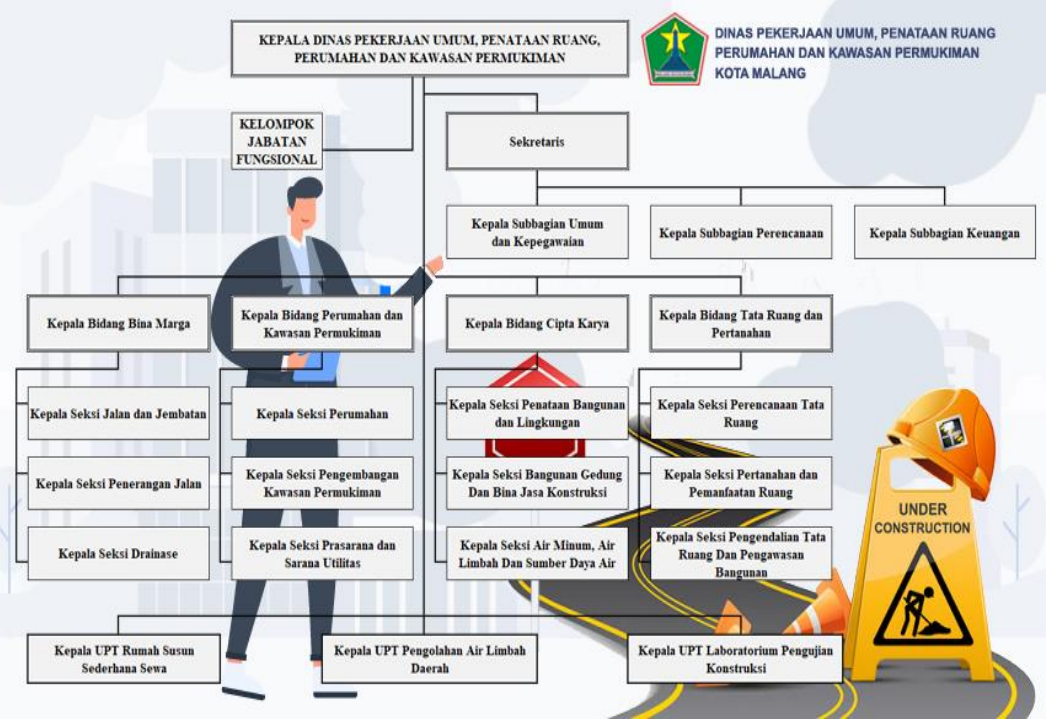 KEPALA DINAS PEKERJAAN UMUM, PENATAAN RUANG,
PERUMAHAN DAN KAWASAN PERMUKIMAN
DINAS PEKERJAAN UMUM, PENATAAN RUANG
PERUMAHAN DAN KAWASAN PERMUKIMAN
KOTA MALANG
KELOMPOK
JABATAN
FUNGSIONAL
Sekretaris
Kepala Subbagian Umum
dan Kepegawaian
Kepala Subbagian Perencanaan
Kepala Subbagian Keuangan
Kepala Bidang Bina Marga
Kepala Bidang Perumahan dan
Kawasan Permukiman
Kepala Bidang Cipta Karya
Kepala Bidang Tata Ruang dan
Pertanahan
Kepala Seksi Jalan dan Jembatan
Kepala Seksi Perumahan
Kepala Seksi Penataan Bangunan
dan Lingkungan
Kepala Seksi Perencanaan Tata
Ruang
Kepala Seksi Penerangan Jalan
Kepala Seksi Pengembangan
Kawasan Permukiman
Kepala Seksi Bangunan Gedung
Dan Bina Jasa Konstruksi
Kepala Seksi Pertanahan dan
Pemanfaatan Ruang
Kepala Seksi Drainase
Kepala Seksi Prasarana dan
Sarana Utilitas
Kepala Seksi Air Minum, Air
Limbah Dan Sumber Daya Air
Kepala Seksi Pengendalian Tata
Ruang Dan Pengawasan
Bangunan
UNDER
CONSTRUCTION
Kepala UPT Rumah Susun
Sederhana Sewa
Kepala UPT Pengolahan Air Limbah
Daerah
Kepala UPT Laboratorium Pengujian
Konstruksi